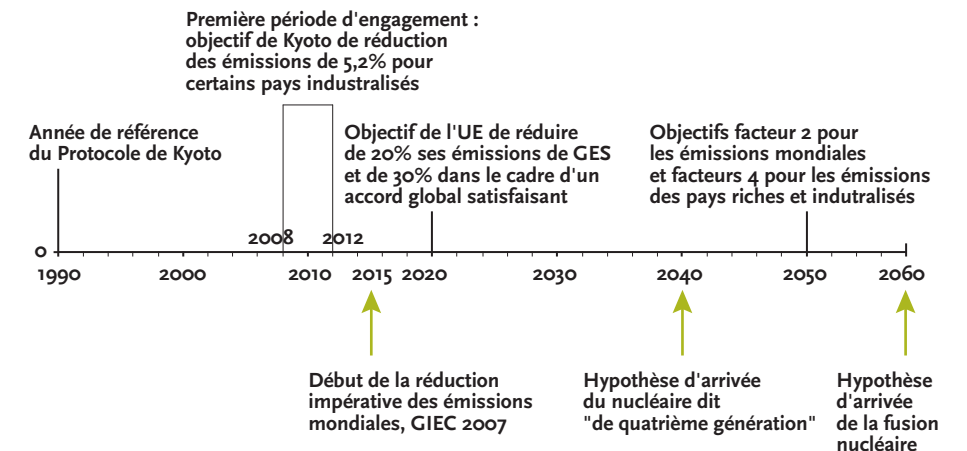 Première période d'engagement :
objectif de Kyoto de réduction
des émissions de 5,2% pour
certains pays industralisés
Année de référence
du Protocole de Kyoto
Objectif de l'UE de réduire
de 20% ses émissions de GES
et de 30% dans le cadre d'un
accord global satisfaisant
Objectifs facteur 2 pour
les émissions mondiales
et facteurs 4 pour les émissions
des pays riches et indutralisés
2008 2012
0
1990 2000 2010 2015 2020 2030 2040 2050 2060
Début de la réduction
impérative des émissions
mondiales, GIEC 2007
Hypothèse d'arrivée
du nucléaire dit
"de quatrième génération"
Hypothèse
d'arrivée
de la fusion
nucléaire